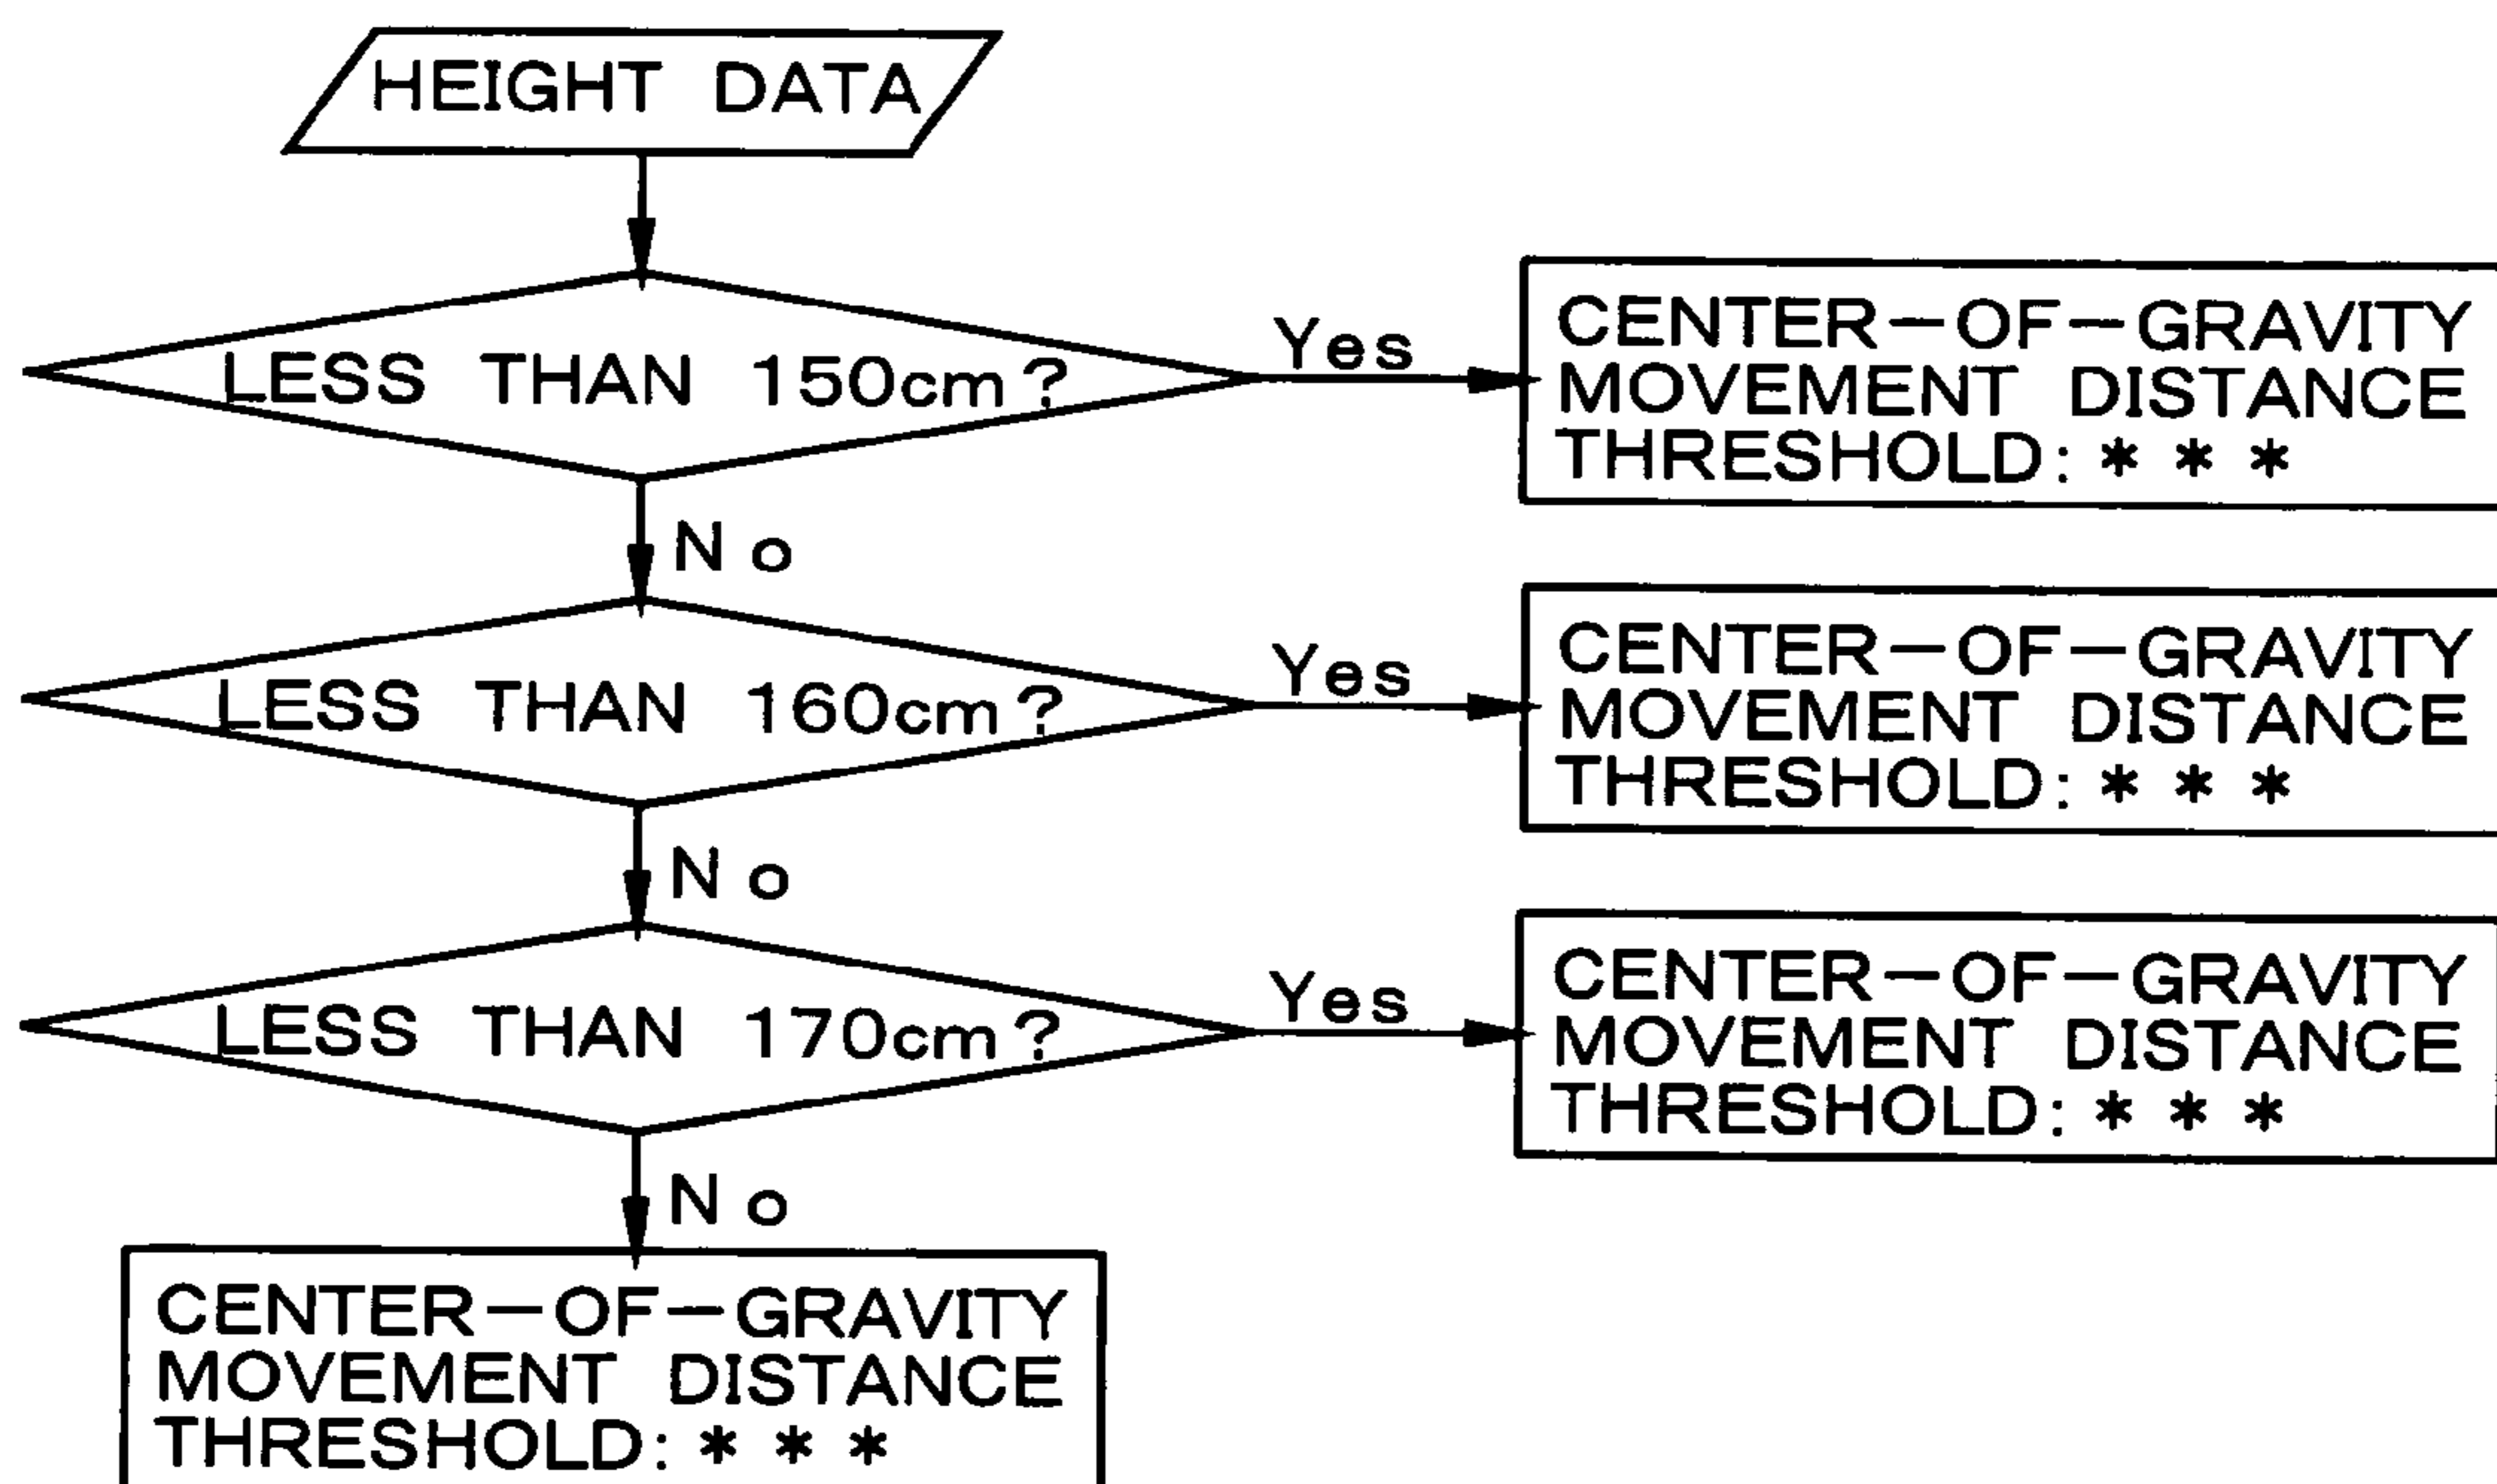 HEIGHT DATA
LESS THAN 150cm?
Yes
CENTER-OF-GRAVITY
MOVEMENT DISTANCE
THRESHOLD: * * *
No
LESS THAN 160cm?
Yes
CENTER-OF-GRAVITY
MOVEMENT DISTANCE
THRESHOLD: * * *
No
LESS THAN 170cm?
Yes
CENTER-OF-GRAVITY
MOVEMENT DISTANCE
THRESHOLD: * * *
No
CENTER-OF-GRAVITY
MOVEMENT DISTANCE
THRESHOLD: * * *